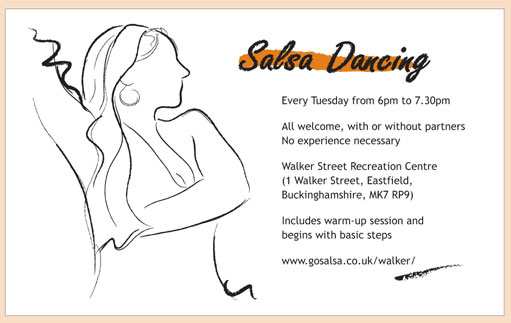 Salsa Dancing
Every Tuesday from 6pm to 7.30pm
All welcome, with or without partners
No experience necessary
Walker Street Recreation Centre
(1 Walker Street, Eastfield,
Buckinghamshire, MK7 RP9)
Includes warm-up session and
begins with basic steps
www.gosalsa.co.uk/walker/